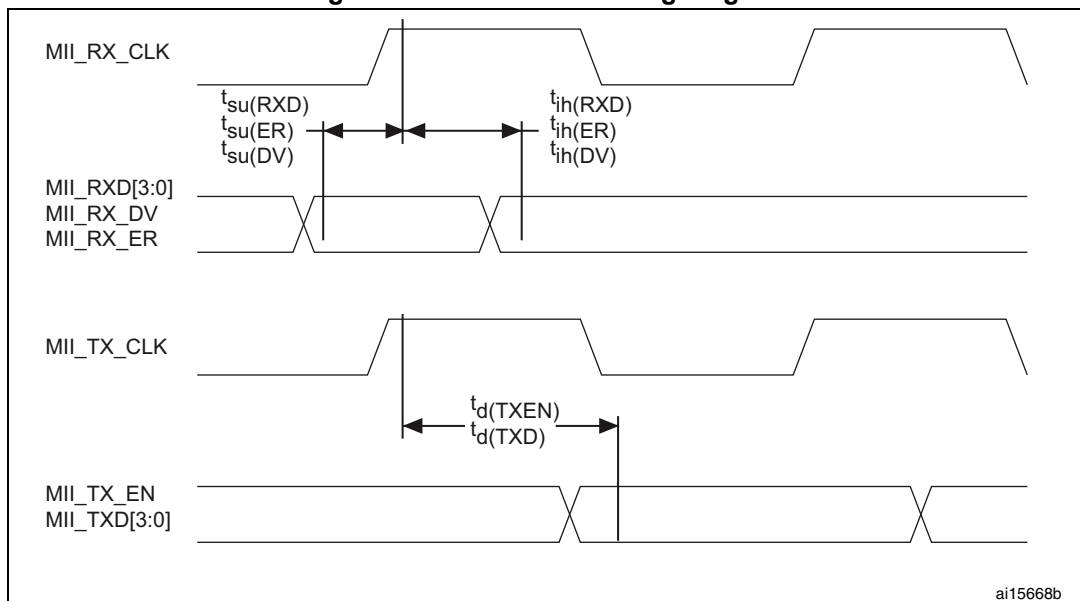 MII_RX_CLK
tsu(RXD)
tsu(ER)
tsu(DV)
tih(RXD)
tih(ER)
tih(DV)
MII_RXD[3:0]
MII_RX_DV
MII_RX_ER
MII_TX_CLK
td(TXEN)
td(TXD)
MII_TX_EN
MII_TXD[3:0]
ai15668b